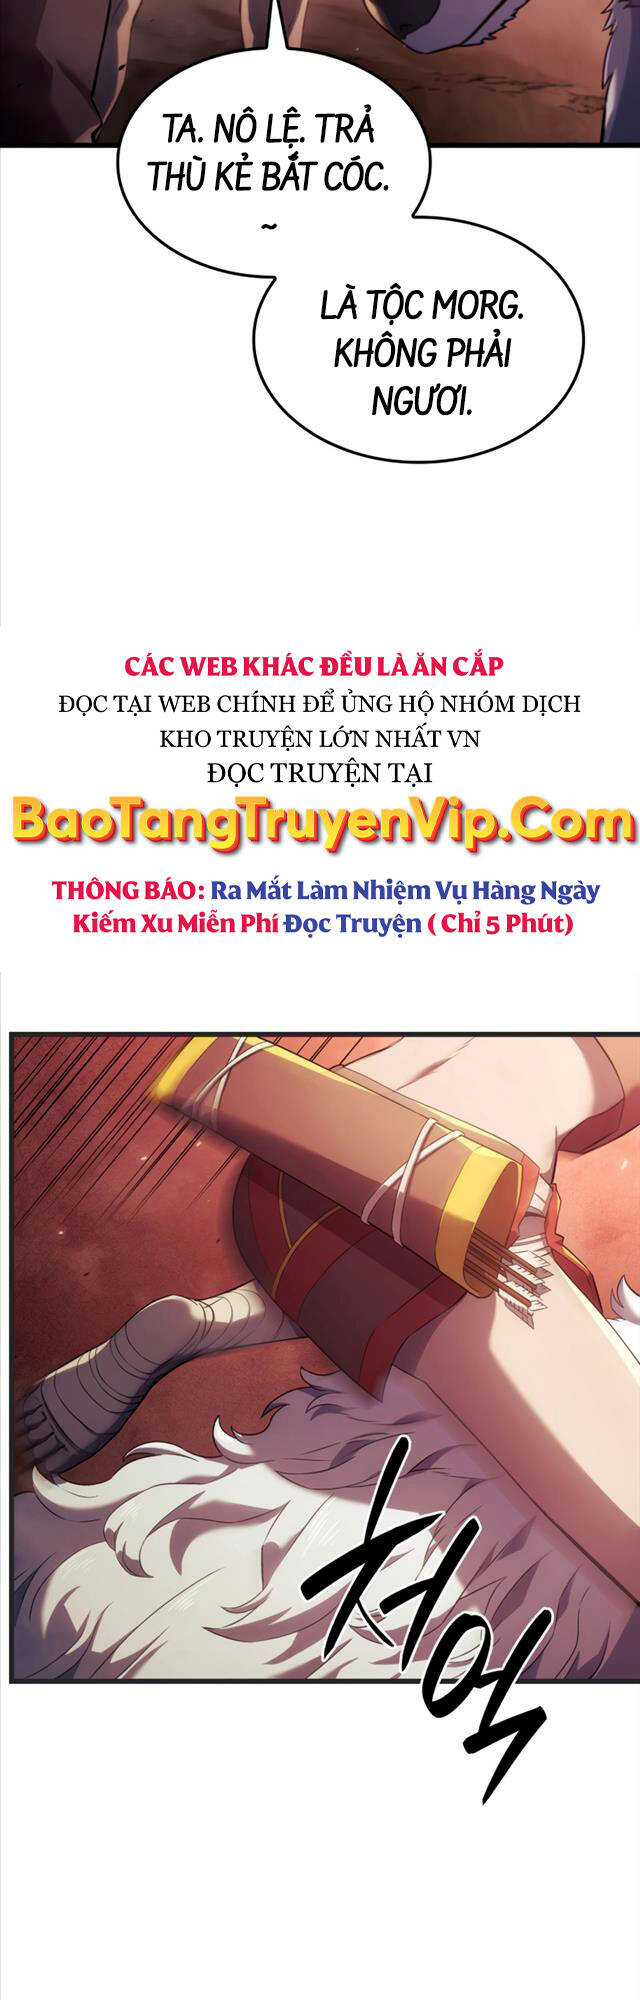 TA. NÔ LỆ. TRẢ
THÙ KẺ BẮT CÓC.
~
LÀ TỘC MORG.
KHÔNG PHẢI
NGƯƠI.
CÁC WEB KHÁC ĐỀU LÀ ĂN CẮP
ĐỌC TẠI WEB CHÍNH ĐỂ ỦNG HỘ NHÓM DỊCH
KHO TRUYỆN LỚN NHẤT VN
ĐỌC TRUYỆN TẠI
BaoTangTruyenVip.Com
THÔNG BÁO: Ra Mắt Làm Nhiệm Vụ Hàng Ngày
Kiếm Xu Miễn Phí Đọc Truyện ( Chỉ 5 Phút)